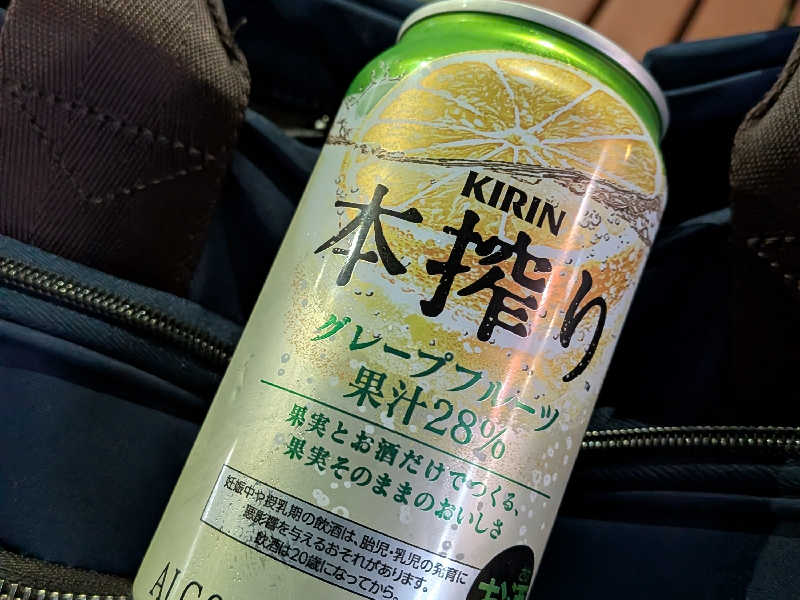 KIRIN
本搾り
グレープフルーツ
果汁28%
果実とお酒だけでつくる、
果実そのままのおいしさ
妊娠中や授乳期の飲酒は、胎児・乳児の発育に
悪影響を与えるおそれがあります。
飲酒は20歳になってから。
お